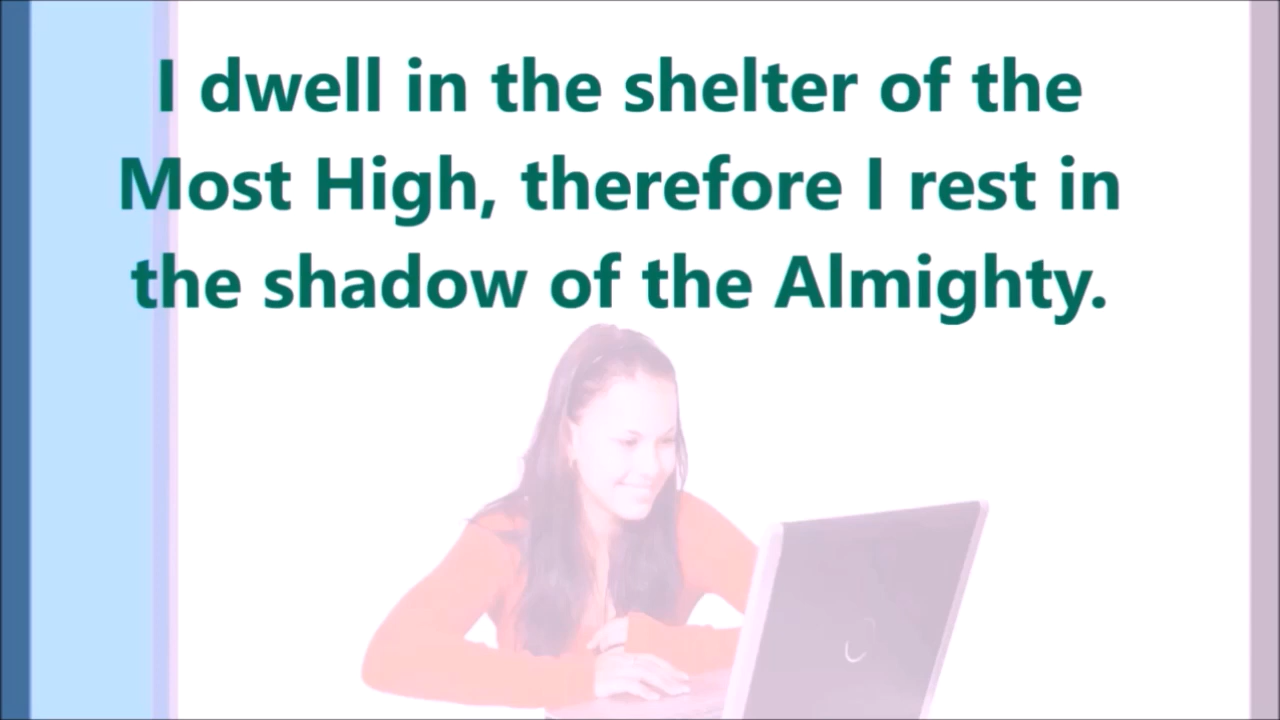 I dwell in the shelter of the
Most High, therefore I rest in
the shadow of the Almighty.